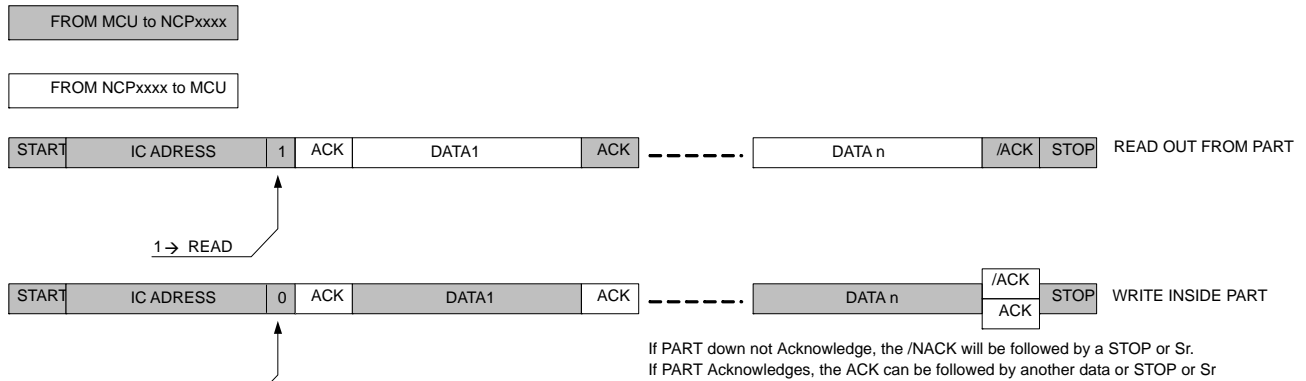 FROM MCU to NCPxxxx
FROM NCPxxxx to MCU
START IC ADRESS 1 ACK DATA1 ACK DATA n /ACK STOP READ OUT FROM PART
1→ READ
START IC ADRESS 0 ACK DATA1 ACK DATA n /ACK ACK STOP WRITE INSIDE PART
If PART down not Acknowledge, the /NACK will be followed by a STOP or Sr.
If PART Acknowledges, the ACK can be followed by another data or STOP or Sr